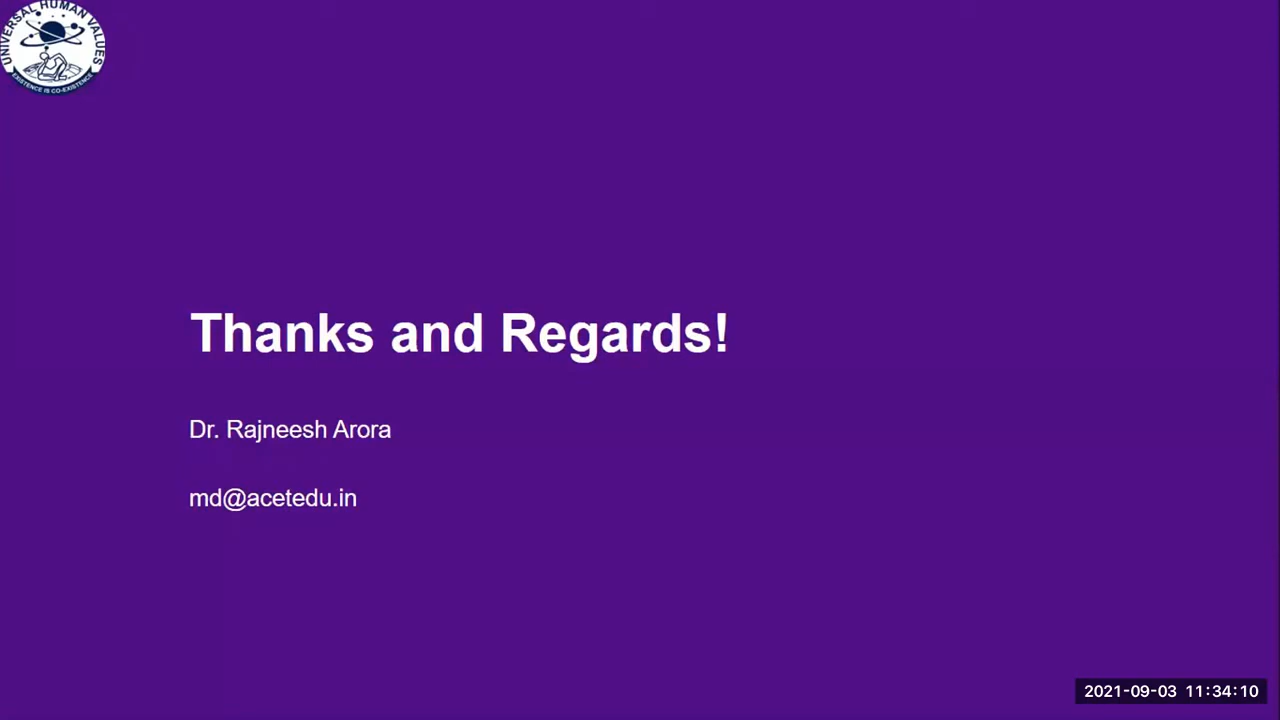 UNIVERSAL HUMAN VALUES
EXISTENCE IS CO-EXISTENCE
Thanks and Regards!
Dr. Rajneesh Arora
md@acetedu.in
2021-09-03 11:34:10